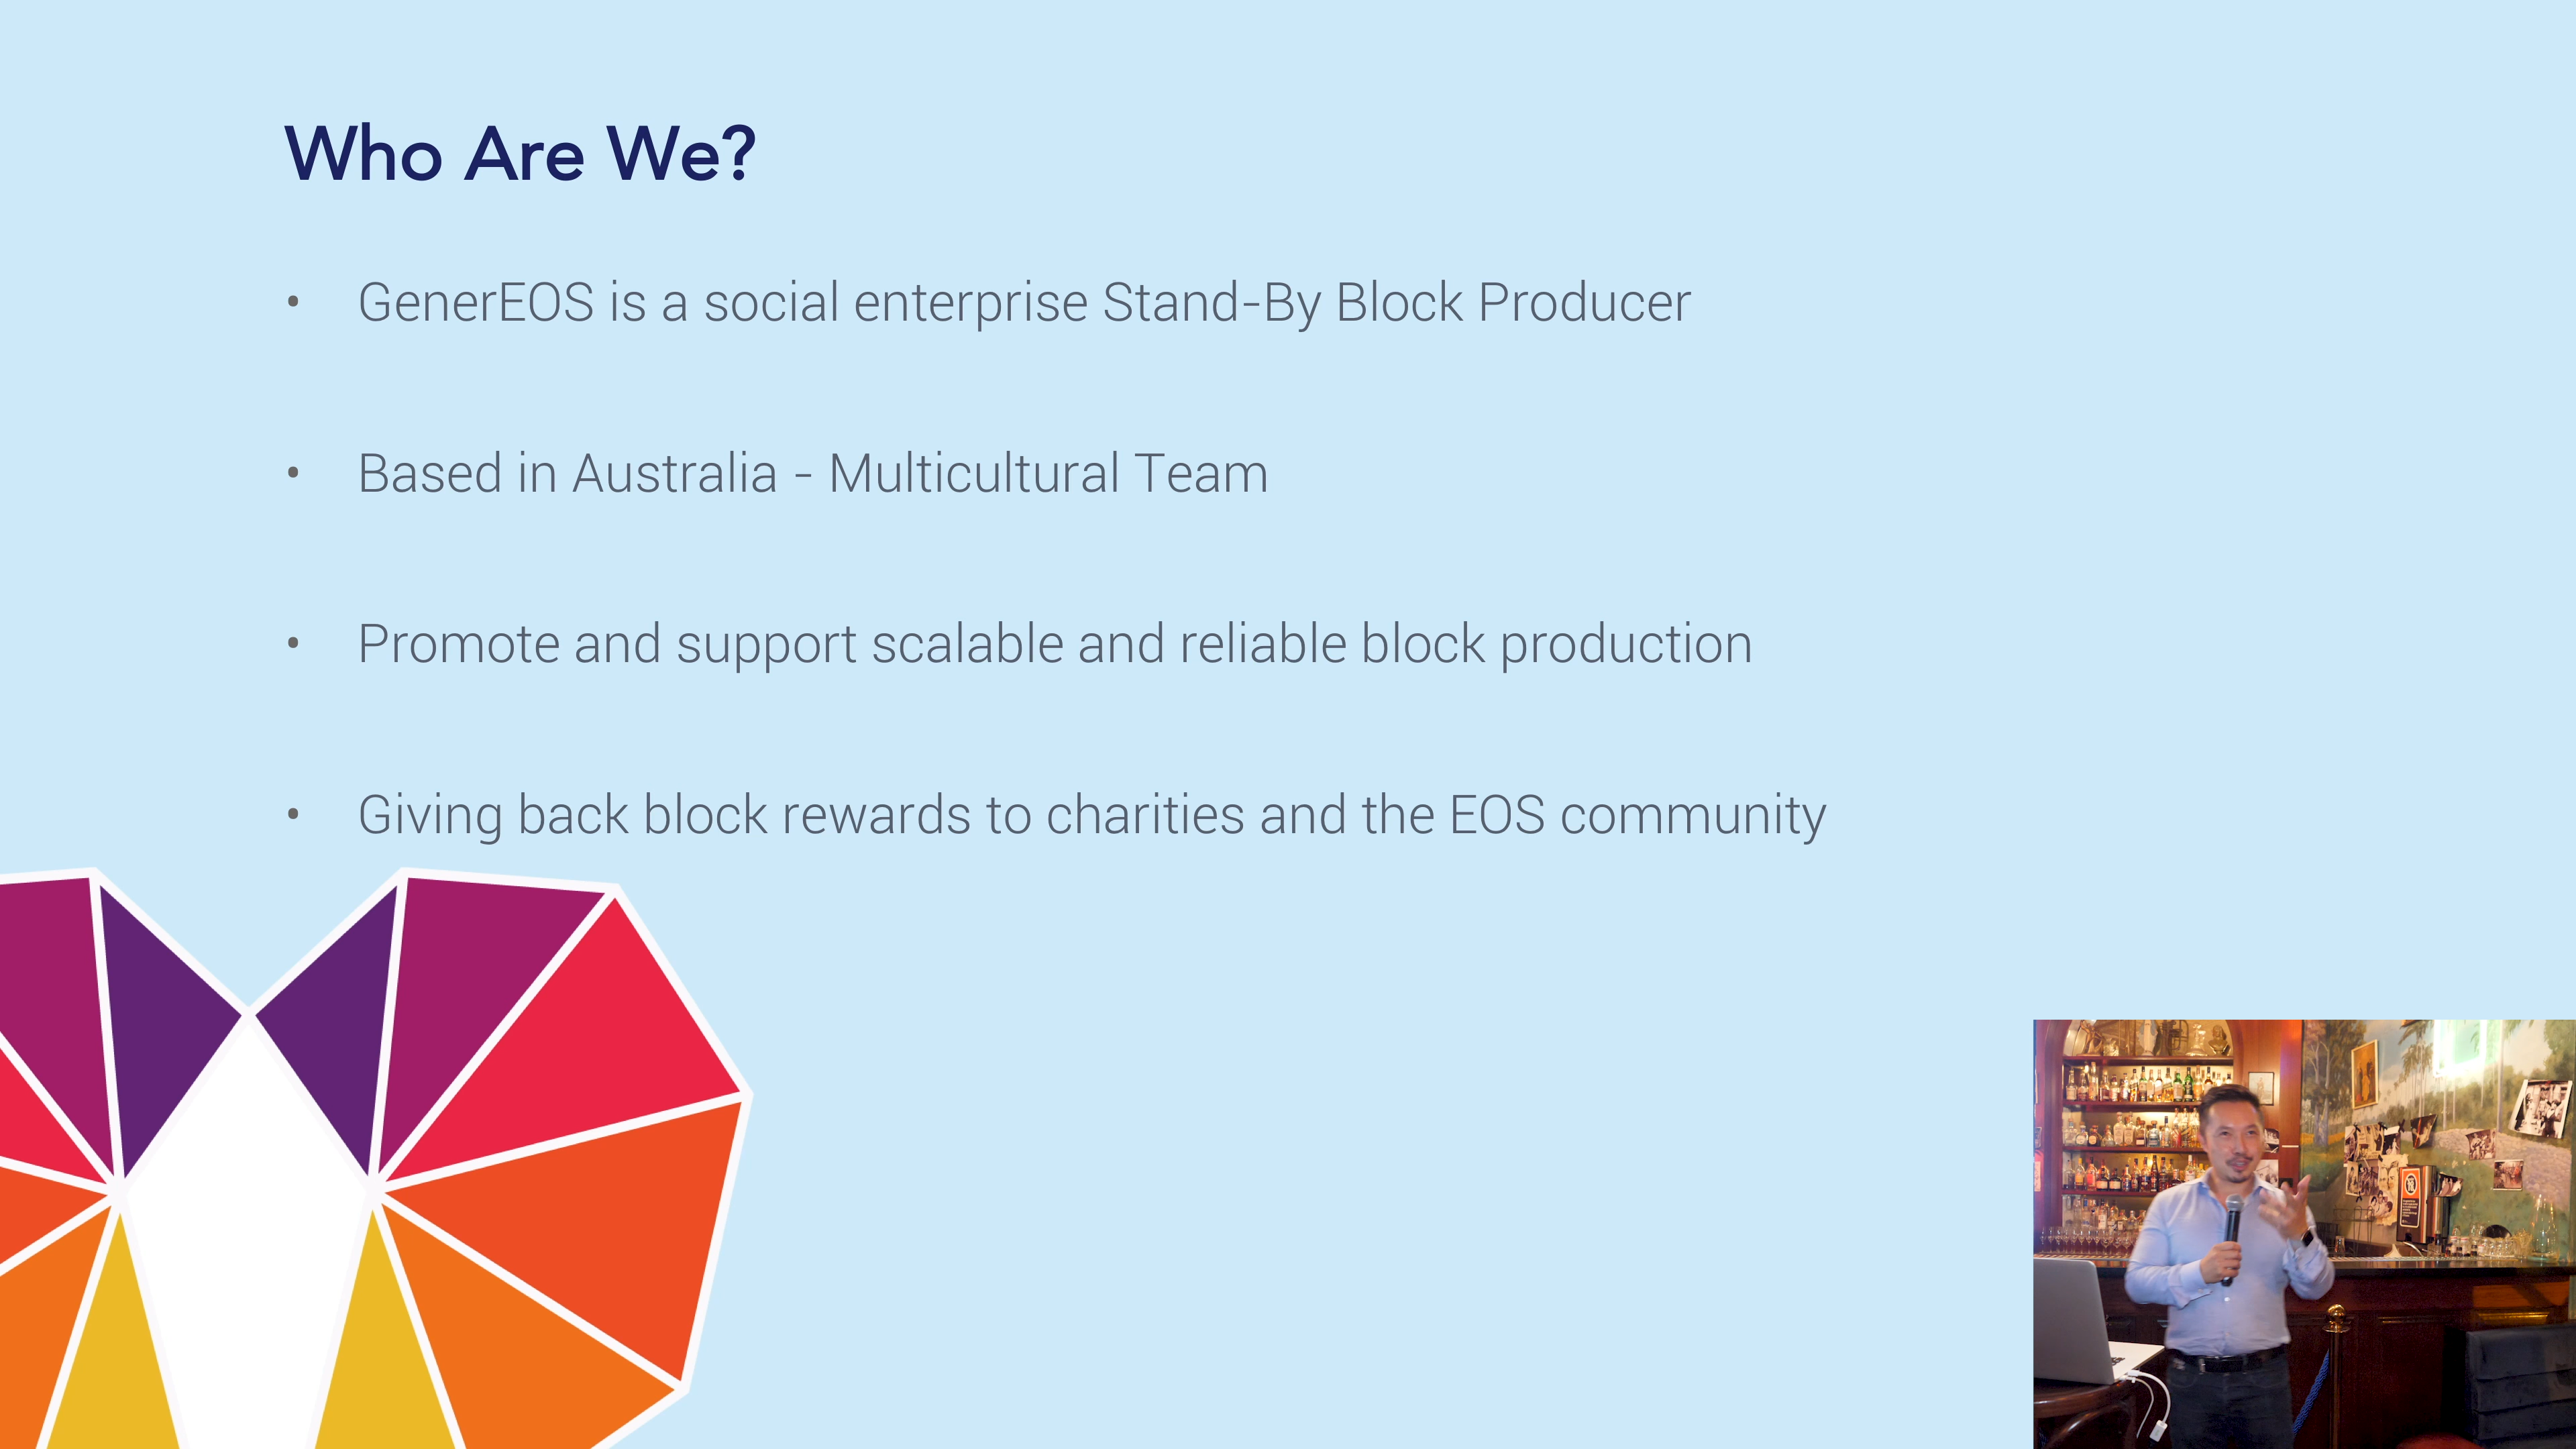 Who Are We?
• GenerEOS is a social enterprise Stand-By Block Producer
• Based in Australia - Multicultural Team
• Promote and support scalable and reliable block production
• Giving back block rewards to charities and the EOS community